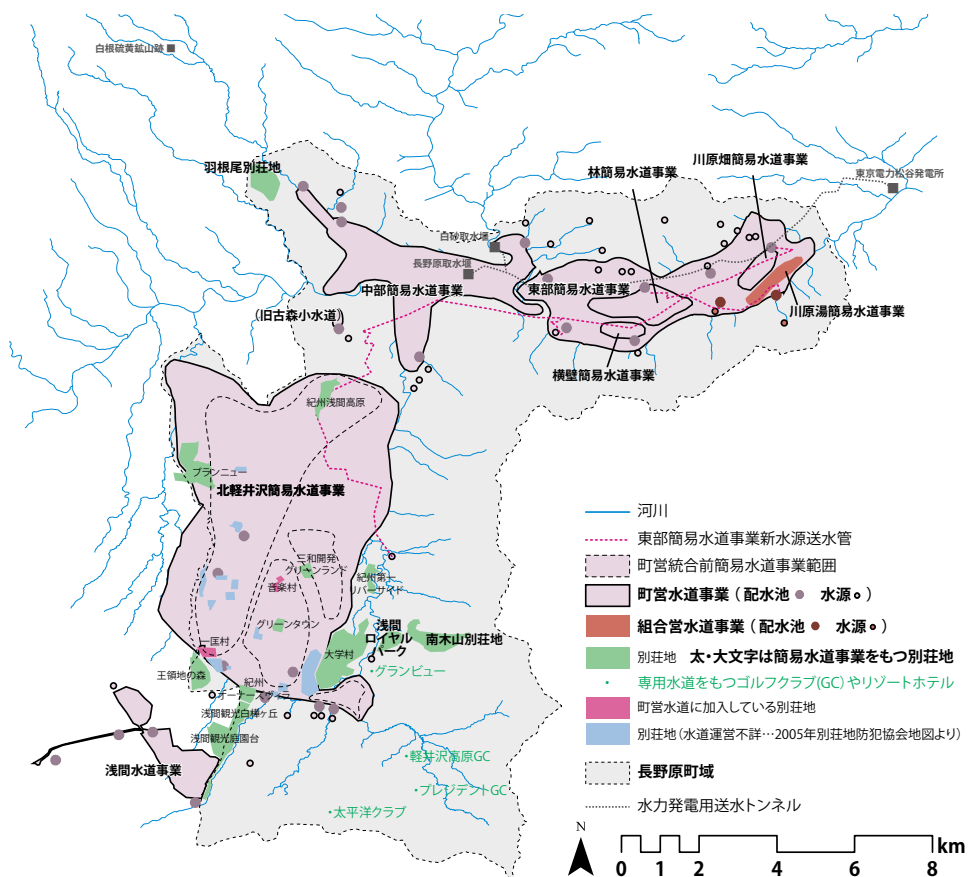 白根硫黄鉱山跡
羽根尾別荘地
川原畑簡易水道事業
林簡易水道事業
東京電力松谷発電所
白砂取水堰
長野原取水堰
中部簡易水道事業
東部簡易水道事業
(旧古森小水道)
川原湯簡易水道事業
横壁簡易水道事業
紀州浅間高原
ブランニュー
北軽井沢簡易水道事業
三和開発
グリーンランド
音楽村
紀州第一
リバーサイド
グリーンタウン
浅間
ロイヤル
パーク
南木山別荘地
一匡村
大学村
・グランビュー
王領地の森
紀州
オーナーズヴィラ
浅間観光白樺ヶ丘
浅間観光庭園台
浅間水道事業
・軽井沢高原GC
・プレジデントGC
・太平洋クラブ
河川
東部簡易水道事業新水源送水管
町営統合前簡易水道事業範囲
町営水道事業(配水池 水源)
組合営水道事業(配水池 水源)
別荘地 太・大文字は簡易水道事業をもつ別荘地
・専用水道をもつゴルフクラブ(GC)やリゾートホテル
町営水道に加入している別荘地
別荘地(水道運営不詳…2005年別荘地防犯協会地図より)
長野原町域
水力発電用送水トンネル
N
km
0 1 2 4 6 8